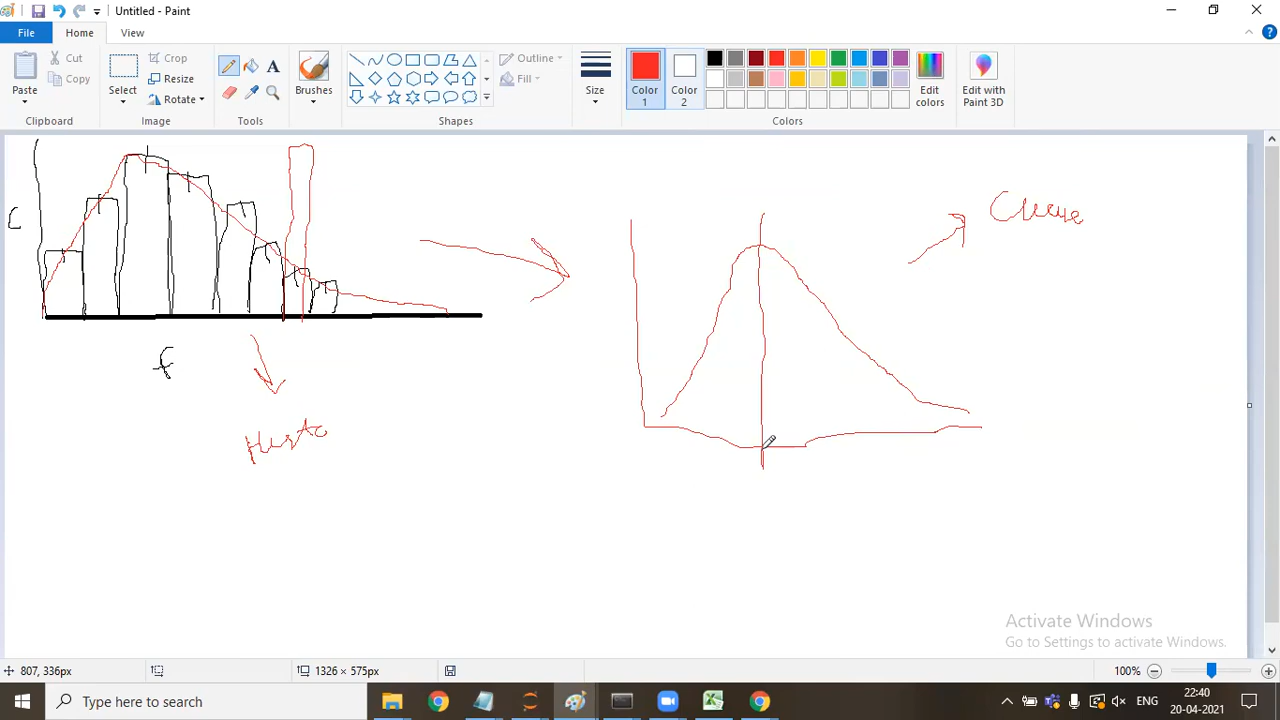 Untitled - Paint
File
Home
View
Paste
Cut
Copy
Clipboard
Select
Crop
Resize
Rotate
Image
A
Tools
Brushes
Outline
Fill
Shapes
Size
Color 1
Color 2
Edit colors
Edit with Paint 3D
Colors
C
f
Histo
Curve
Activate Windows
Go to Settings to activate Windows.
807, 336px
1326 × 575px
100%
Type here to search
ENG
22:40
20-04-2021